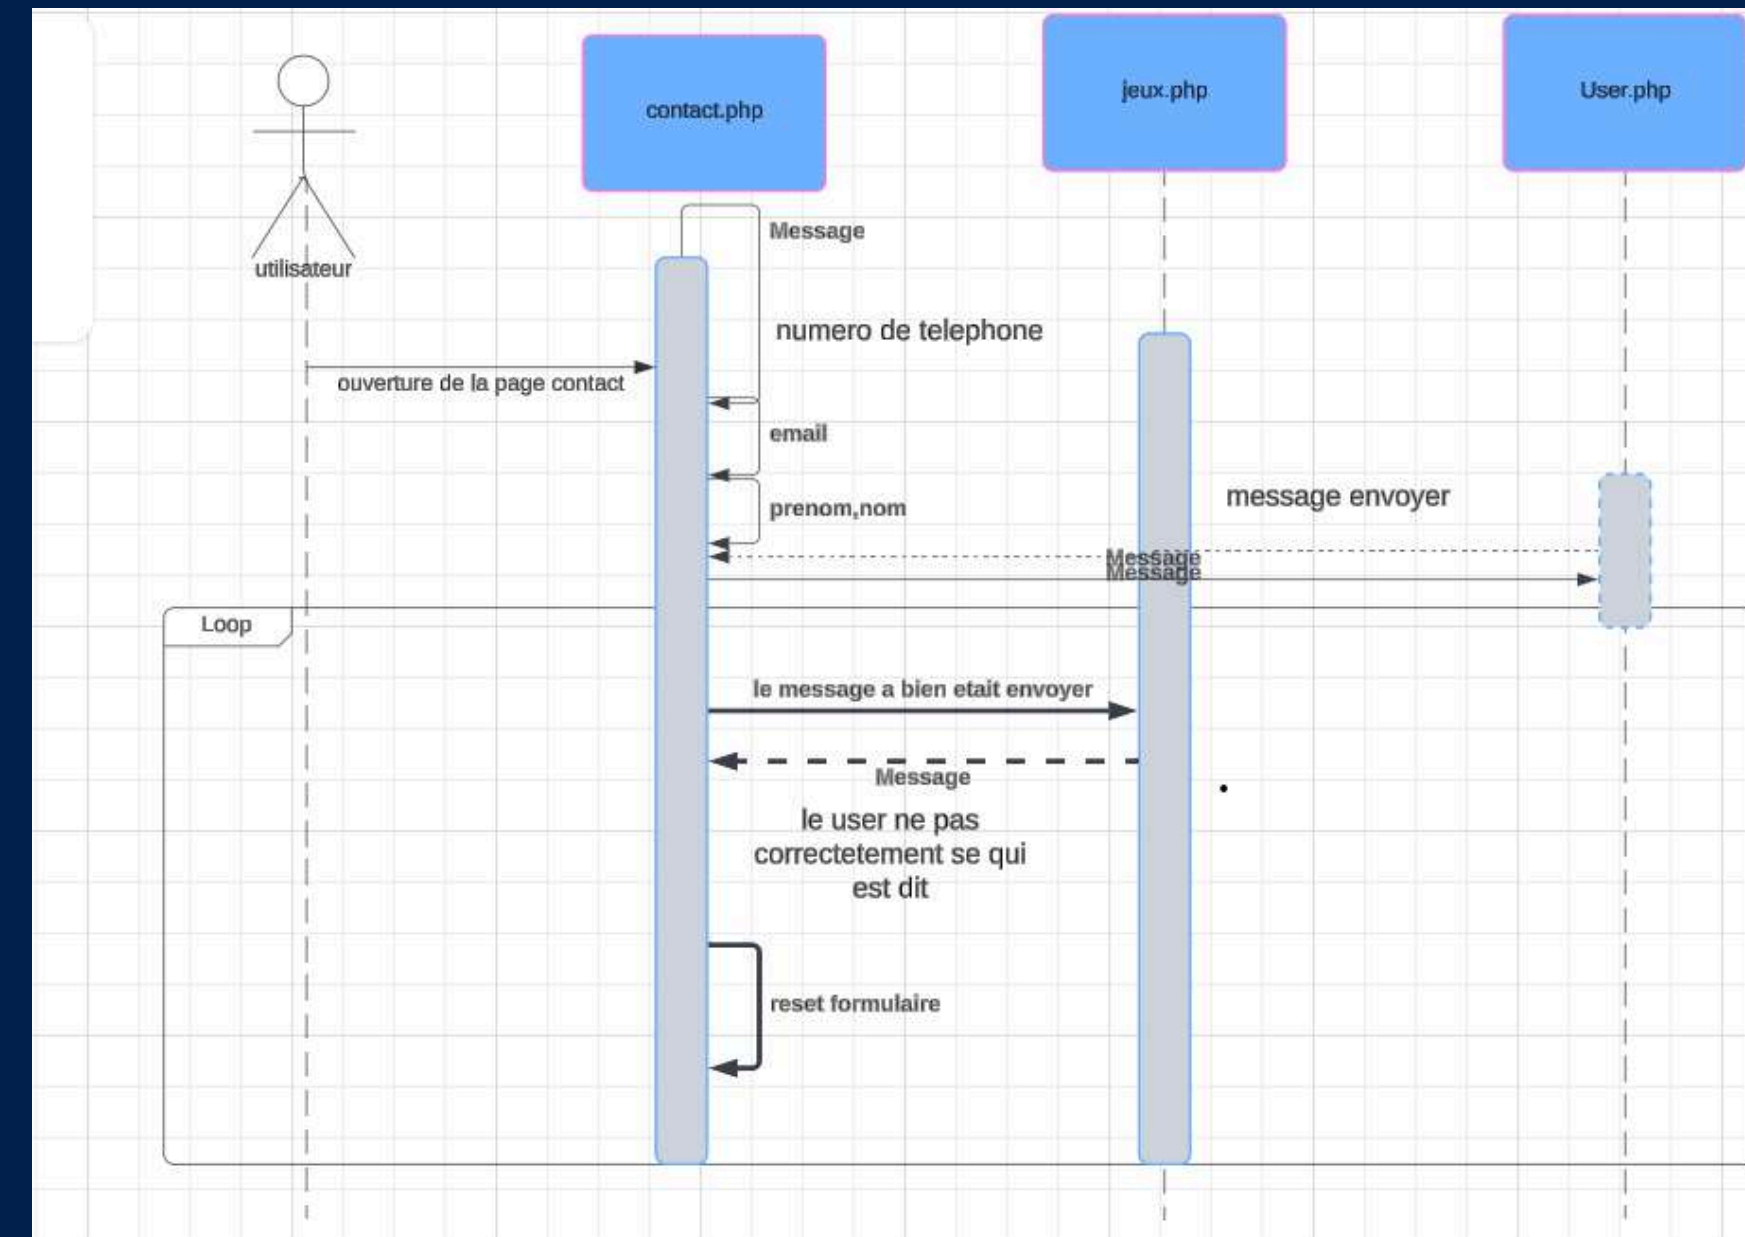 contact.php
jeux.php
User.php
Message
utilisateur
numero de telephone
ouverture de la page contact
email
message envoyer
prenom,nom
Message
Message
Loop
le message a bien etait envoyer
Message
le user ne pas
correctetement se qui
est dit
reset formulaire